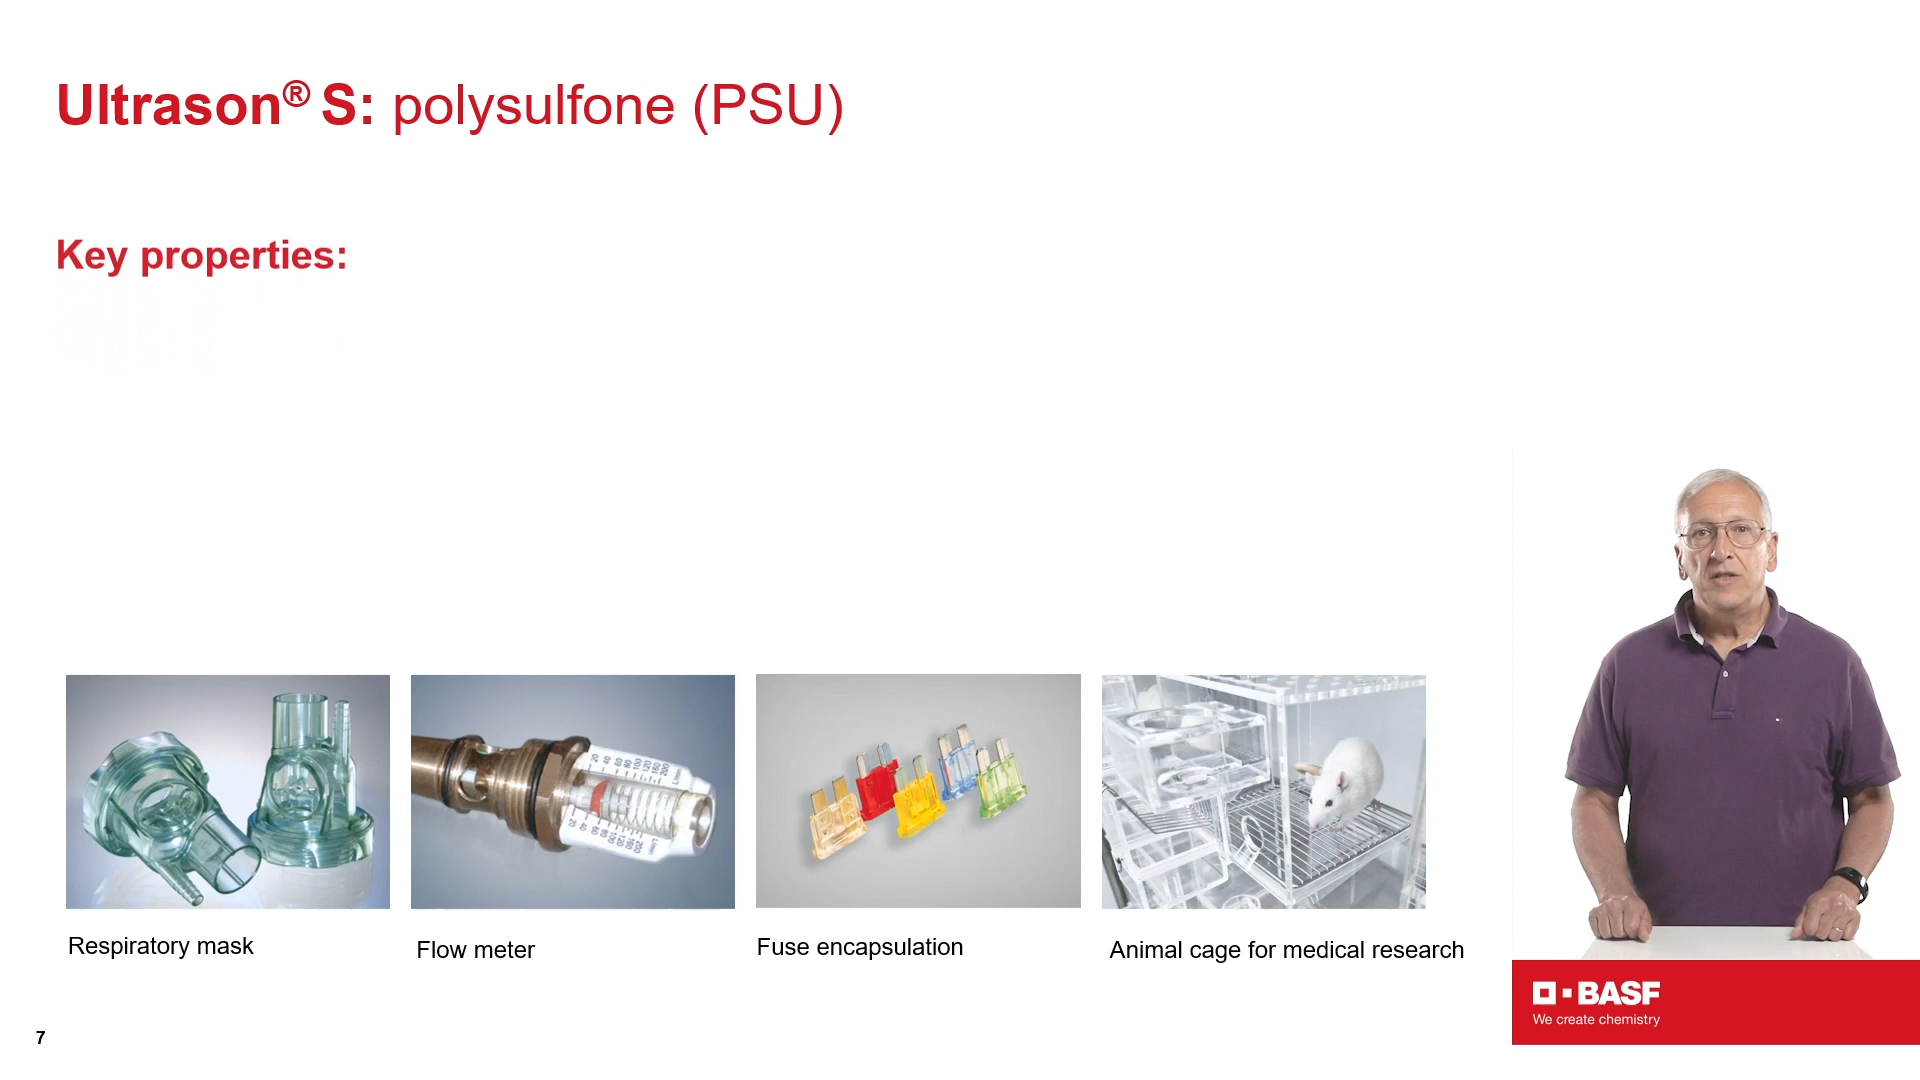 Ultrason® S: polysulfone (PSU)
Key properties:
Respiratory mask
Flow meter
Fuse encapsulation
Animal cage for medical research
BASF
We create chemistry
7